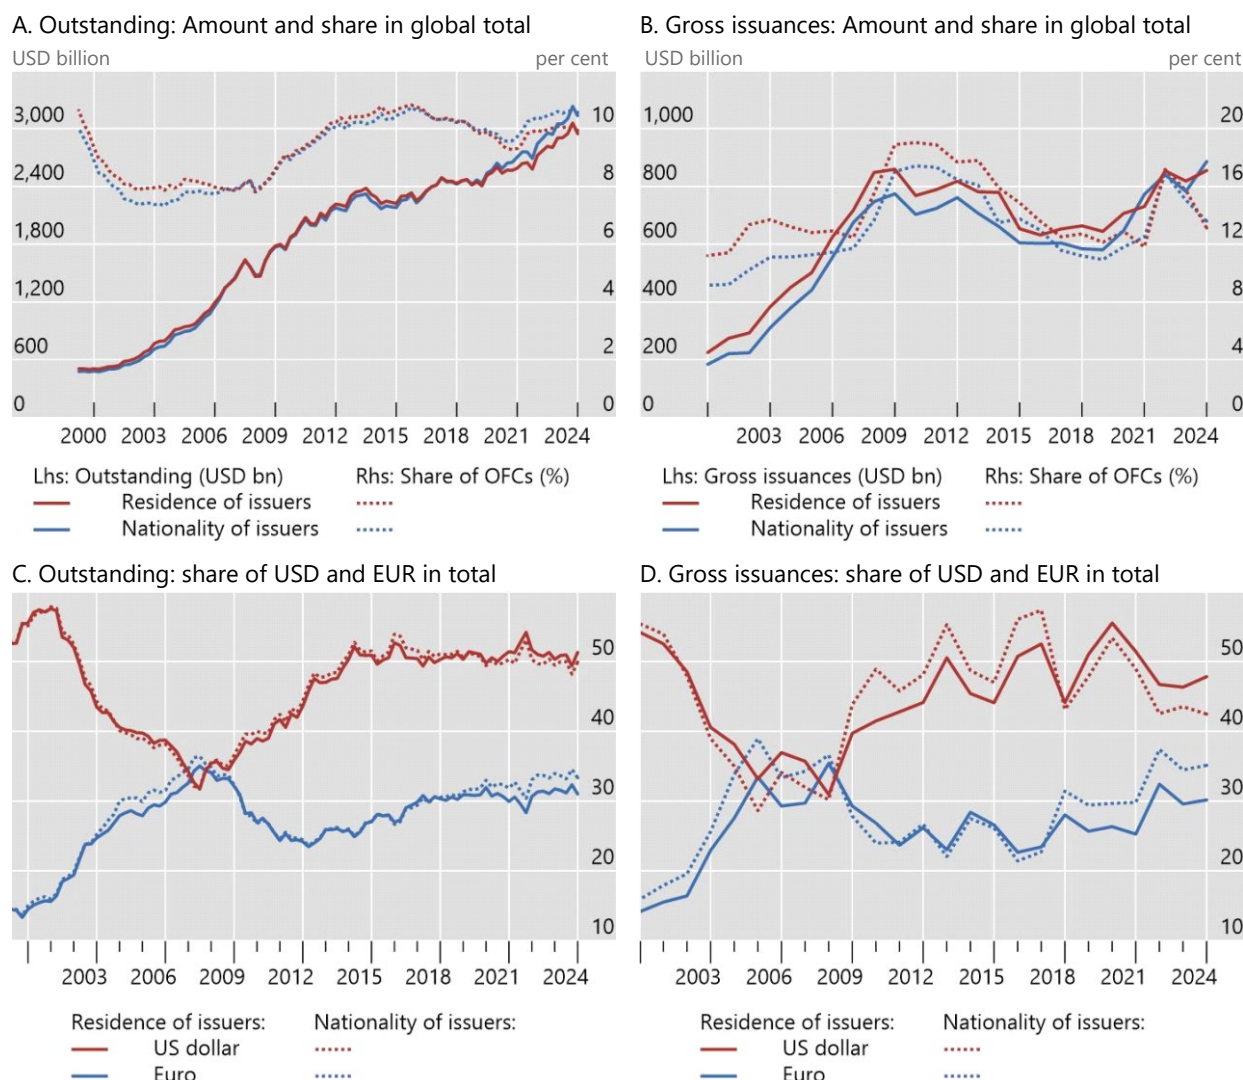 A. Outstanding: Amount and share in global total
USD billion per cent
3,000 10
2,400 8
1,800 6
1,200 4
600 2
0 0
2000 2003 2006 2009 2012 2015 2018 2021 2024
Lhs: Outstanding (USD bn) Rhs: Share of OFCs (%)
Residence of issuers
Nationality of issuers
B. Gross issuances: Amount and share in global total
USD billion per cent
1,000 20
800 16
600 12
400 8
200 4
0 0
2003 2006 2009 2012 2015 2018 2021 2024
Lhs: Gross issuances (USD bn) Rhs: Share of OFCs (%)
Residence of issuers
Nationality of issuers
C. Outstanding: share of USD and EUR in total
50
40
30
20
10
2003 2006 2009 2012 2015 2018 2021 2024
Residence of issuers: Nationality of issuers:
US dollar
Euro
D. Gross issuances: share of USD and EUR in total
50
40
30
20
10
2003 2006 2009 2012 2015 2018 2021 2024
Residence of issuers: Nationality of issuers:
US dollar
Euro